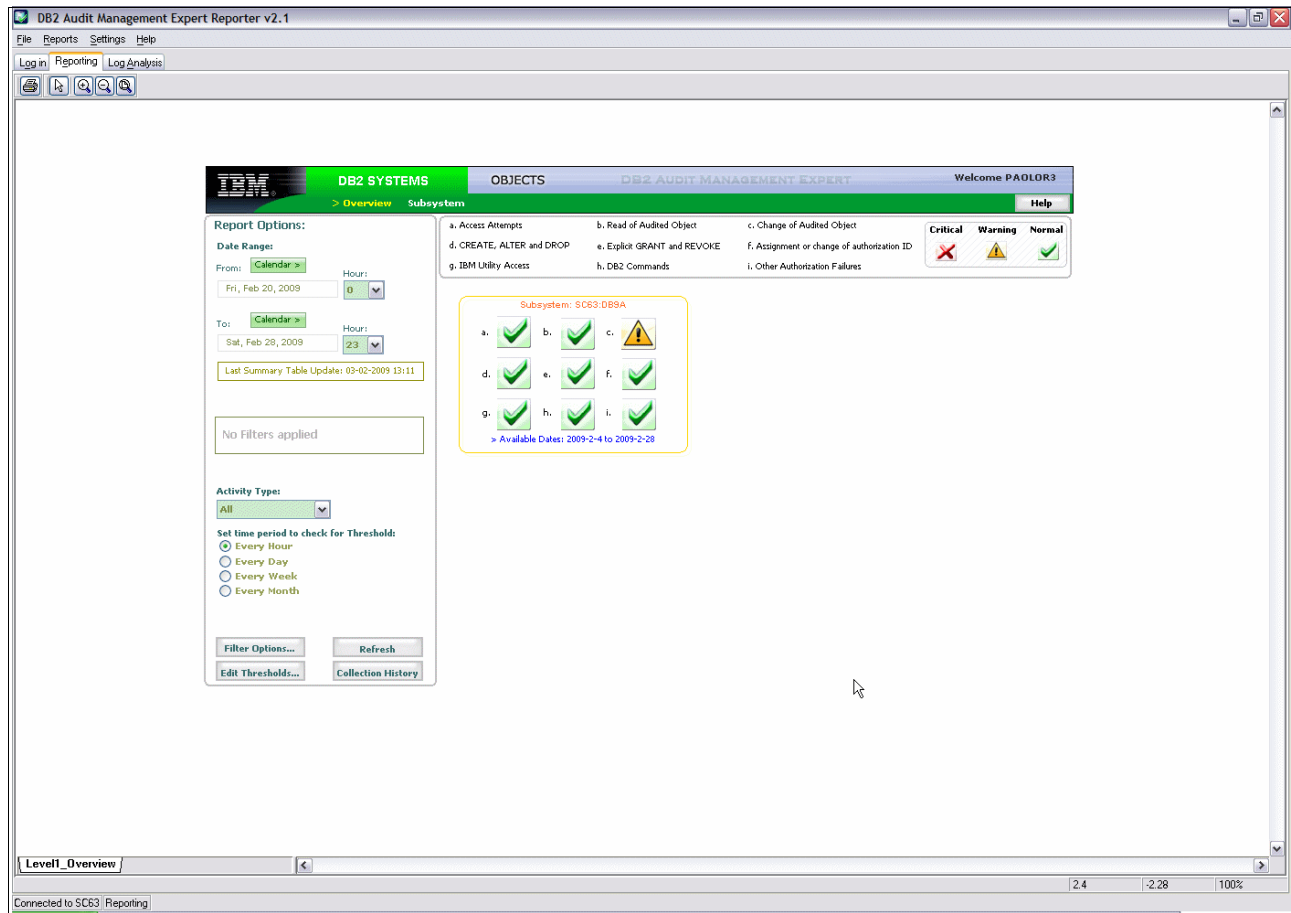 DB2 Audit Management Expert Reporter v2.1
File Reports Settings Help
Log in Reporting Log Analysis
IBM.
DB2 SYSTEMS OBJECTS DB2 AUDIT MANAGEMENT EXPERT Welcome PAOLOR3
> Overview Subsystem Help
Report Options:
Date Range:
From: Calendar >
Hour:
Fri, Feb 20, 2009 0
To: Calendar >
Hour:
Sat, Feb 28, 2009 23
Last Summary Table Update: 03-02-2009 13:11
No Filters applied
Activity Type:
All
Set time period to check for Threshold:
Every Hour
Every Day
Every Week
Every Month
Filter Options... Refresh
Edit Thresholds... Collection History
a. Access Attempts b. Read of Audited Object c. Change of Audited Object
d. CREATE, ALTER and DROP e. Explicit GRANT and REVOKE f. Assignment or change of authorization ID
g. IBM Utility Access h. DB2 Commands i. Other Authorization Failures
Critical Warning Normal
Subsystem: SC63:DB9A
a. b. c.
d. e. f.
g. h. i.
> Available Dates: 2009-2-4 to 2009-2-28
Level1_Overview
2.4 -2.28 100%
Connected to SC63 Reporting